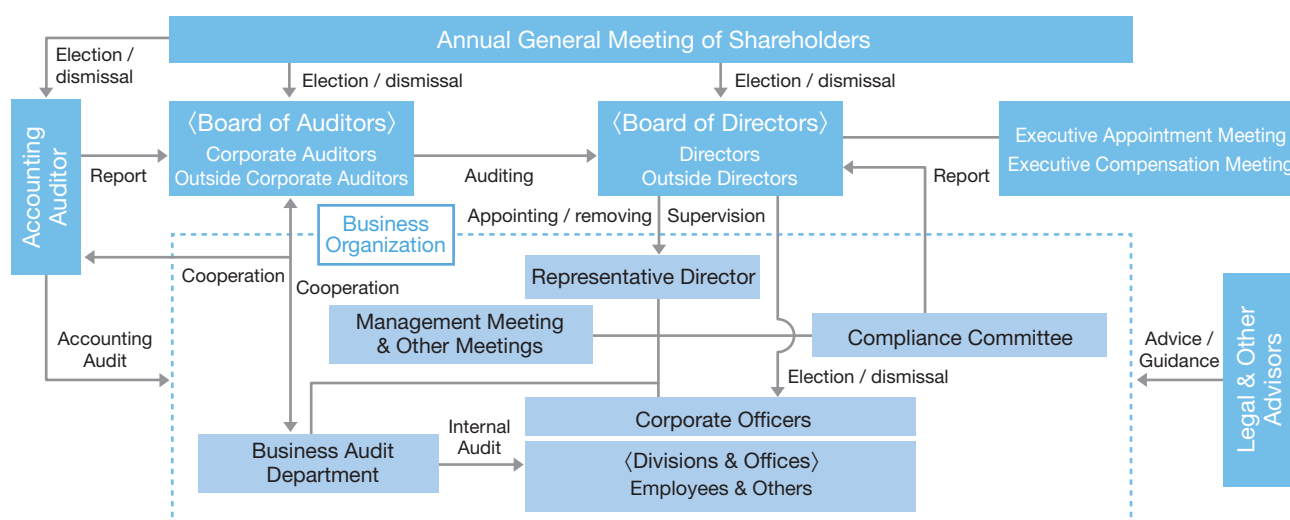 Annual General Meeting of Shareholders
Election /
dismissal
Election / dismissal
Election / dismissal
Accounting
Auditor
〈Board of Auditors〉
Corporate Auditors
Outside Corporate Auditors
〈Board of Directors〉
Directors
Outside Directors
Executive Appointment Meeting
Executive Compensation Meeting
Report
Auditing
Report
Business
Organization
Appointing / removing
Supervision
Cooperation
Cooperation
Representative Director
Management Meeting
& Other Meetings
Compliance Committee
Accounting
Audit
Advice /
Guidance
Legal & Other
Advisors
Election / dismissal
Corporate Officers
Business Audit
Department
Internal
Audit
〈Divisions & Offices〉
Employees & Others